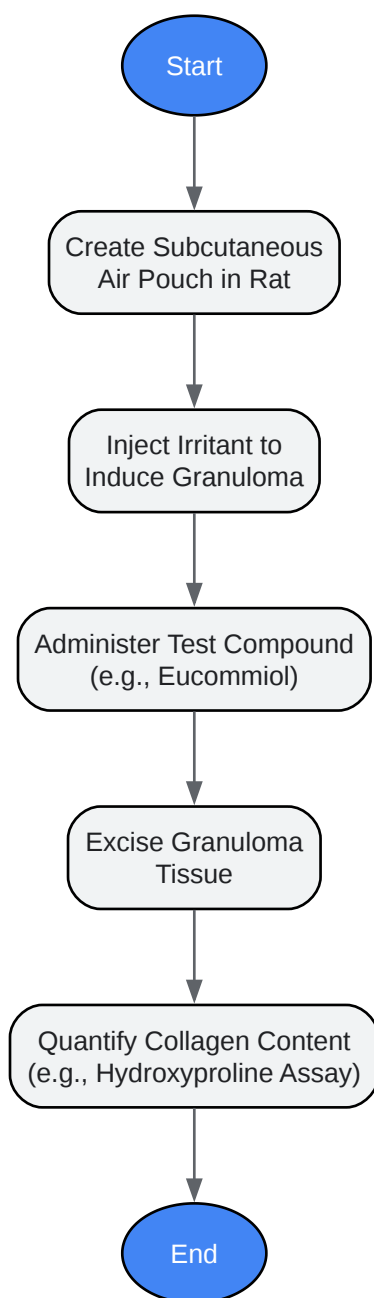 Start
Create Subcutaneous
Air Pouch in Rat
Inject Irritant to
Induce Granuloma
Administer Test Compound
(e.g., Eucommiol)
Excise Granuloma
Tissue
Quantify Collagen Content
(e.g., Hydroxyproline Assay)
End